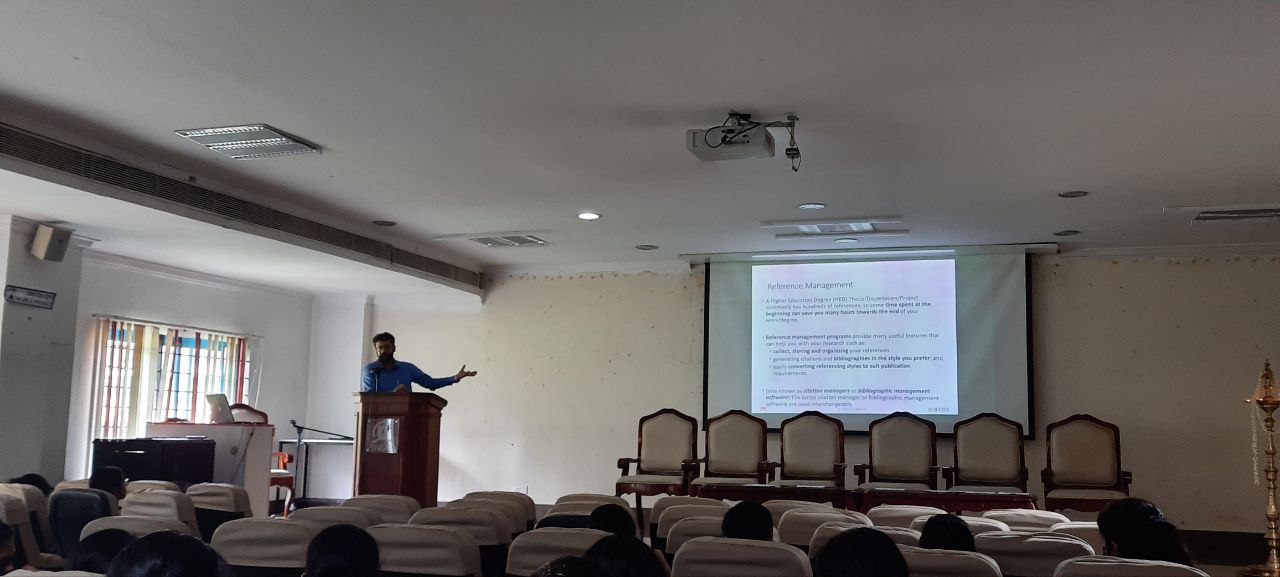 Reference Management
• A Higher Education Degree (HED) Thesis/Dissertation/Project
commonly has hundreds of references, so some time spent at the
beginning can save you many hours towards the end of your
work/degree.
• Reference management programs provide many useful features that
can help you with your research such as:
• collect, storing and organising your references
• generating citations and bibliographies in the style you prefer; and,
• easily converting referencing styles to suit publication
requirements.
• (also known as citation managers or bibliographic management
software) The terms citation manager or bibliographic management
software are used interchangeably.
ELSEVIER